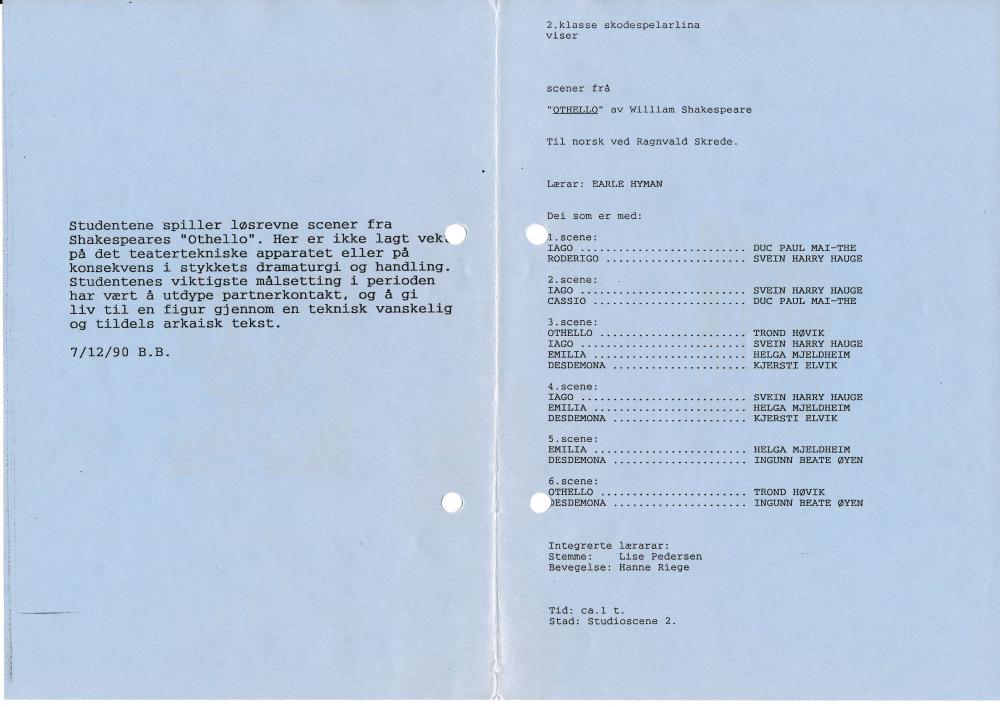 Studentene spiller løsrevne scener fra
Shakespeares "Othello". Her er ikke lagt
på det teatertekniske apparatet eller på
konsekvens i stykkets dramaturgi og handling.
Studentenes viktigste målsetting i perioden
har vært å utdype partnerkontakt, og å gi
liv til en figur gjennom en teknisk vanskelig
og tildels arkaisk tekst.
7/12/90 B.B.
2.klasse skodespelarlina
viser
scener frå
"OTHELLO" av William Shakespeare
Til norsk ved Ragnvald Skrede.
Lærar: EARLE HYMAN
Dei som er med:
1.scene:
IAGO ......................... DUC PAUL MAI-THE
RODERIGO ..................... SVEIN HARRY HAUGE
2.scene:
IAGO ......................... SVEIN HARRY HAUGE
CASSIO ....................... DUC PAUL MAI-THE
3.scene:
OTHELLO ...................... TROND HØVIK
IAGO ......................... SVEIN HARRY HAUGE
EMILIA ....................... HELGA MJELDHEIM
DESDEMONA .................... KJERSTI ELVIK
4.scene:
IAGO ......................... SVEIN HARRY HAUGE
EMILIA ....................... HELGA MJELDHEIM
DESDEMONA .................... KJERSTI ELVIK
5.scene:
EMILIA ....................... HELGA MJELDHEIM
DESDEMONA .................... INGUNN BEATE ØYEN
6.scene:
OTHELLO ...................... TROND HØVIK
DESDEMONA .................... INGUNN BEATE ØYEN
Integrerte lærarar:
Stemme: Lise Pedersen
Bevegelse: Hanne Riege
Tid: ca.1 t.
Stad: Studioscene 2.